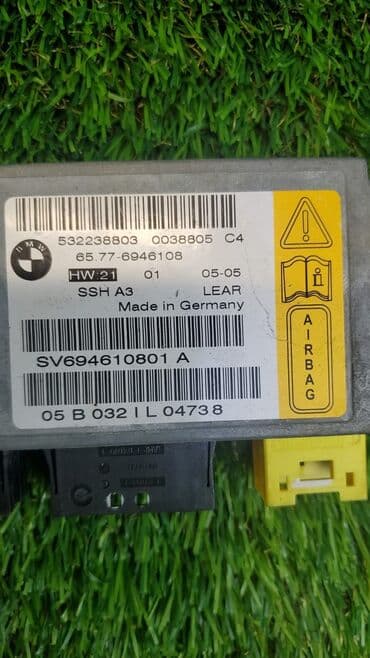 BMW
532238803 0038805 C4
65.77-6946108
HW:21 01 05-05
SSH A3 LEAR
Made in Germany
SV694610801 A
05 B 032 I L 04738
AIRBAG